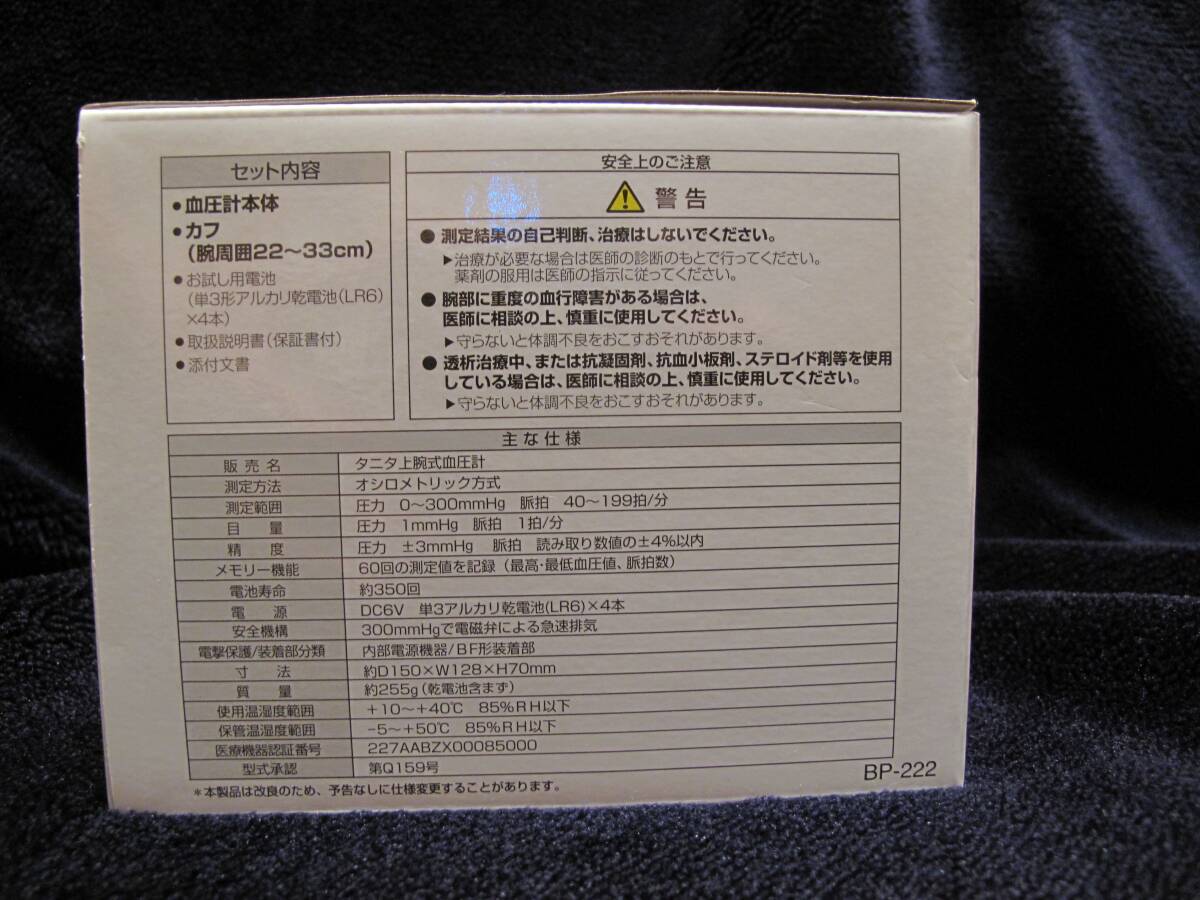 セット内容
●血圧計本体
●カフ
(腕周囲22〜33cm)
●お試し用電池
(単3形アルカリ乾電池(LR6)
×4本)
●取扱説明書(保証書付)
●添付文書
安全上のご注意
警告
●測定結果の自己判断、治療はしないでください。
▶治療が必要な場合は医師の診断のもとで行ってください。
薬剤の服用は医師の指示に従ってください。
●腕部に重度の血行障害がある場合は、
医師に相談の上、慎重に使用してください。
▶守らないと体調不良をおこすおそれがあります。
●透析治療中、または抗凝固剤、抗血小板剤、ステロイド剤等を使用
している場合は、医師に相談の上、慎重に使用してください。
▶守らないと体調不良をおこすおそれがあります。
主な仕様
販売名 タニタ上腕式血圧計
測定方法 オシロメトリック方式
測定範囲 圧力 0〜300mmHg 脈拍 40〜199拍/分
目量 圧力 1mmHg 脈拍 1拍/分
精度 圧力 ±3mmHg 脈拍 読み取り数値の±4%以内
メモリー機能 60回の測定値を記録(最高・最低血圧値、脈拍数)
電池寿命 約350回
電源 DC6V 単3アルカリ乾電池(LR6)×4本
安全機構 300mmHgで電磁弁による急速排気
電撃保護/装着部分類 内部電源機器/BF形装着部
寸法 約D150×W128×H70mm
質量 約255g(乾電池含まず)
使用温湿度範囲 +10〜+40℃ 85%RH以下
保管温湿度範囲 -5〜+50℃ 85%RH以下
医療機器認証番号 227AABZX00085000
型式承認 第Q159号
*本製品は改良のため、予告なしに仕様変更することがあります。
BP-222